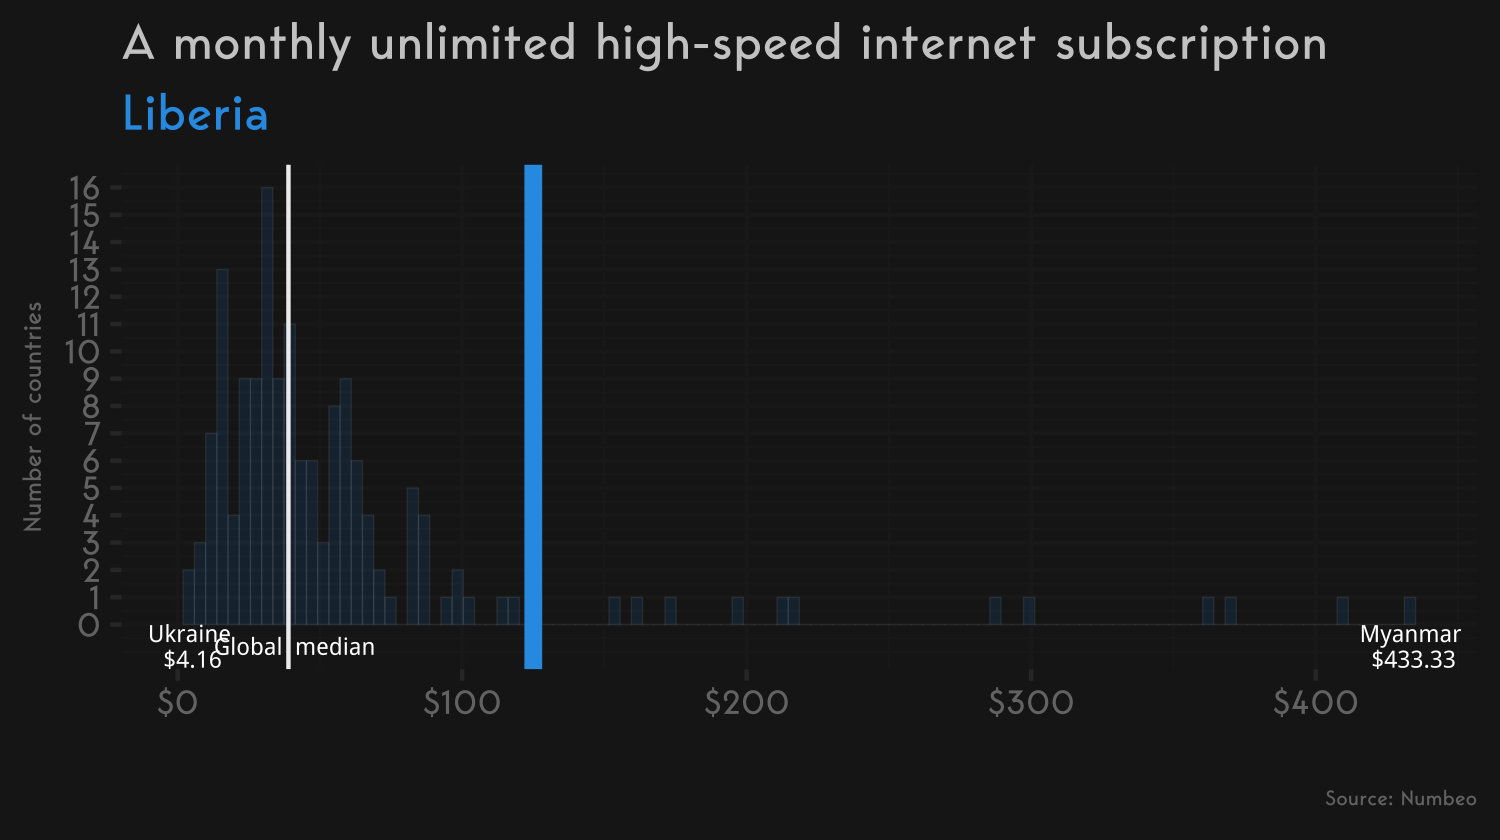 A monthly unlimited high-speed internet subscription
Liberia
Number of countries
16
15
14
13
12
11
10
9
8
7
6
5
4
3
2
1
0
Ukraine
$4.16
Global median
Myanmar
$433.33
$0 $100 $200 $300 $400
Source: Numbeo